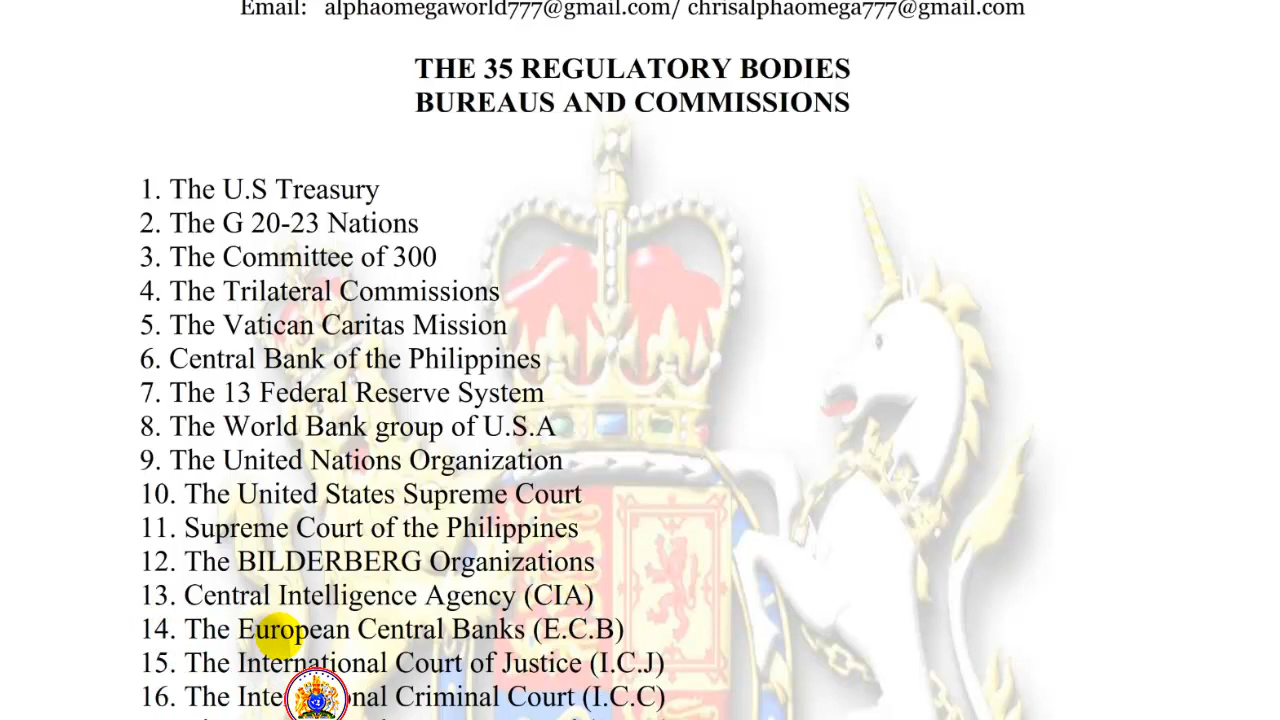 Email: alphaomegaworld777@gmail.com/ chrisalphaomega777@gmail.com
THE 35 REGULATORY BODIES
BUREAUS AND COMMISSIONS
1. The U.S Treasury
2. The G 20-23 Nations
3. The Committee of 300
4. The Trilateral Commissions
5. The Vatican Caritas Mission
6. Central Bank of the Philippines
7. The 13 Federal Reserve System
8. The World Bank group of U.S.A
9. The United Nations Organization
10. The United States Supreme Court
11. Supreme Court of the Philippines
12. The BILDERBERG Organizations
13. Central Intelligence Agency (CIA)
14. The European Central Banks (E.C.B)
15. The International Court of Justice (I.C.J)
16. The Inte nal Criminal Court (I.C.C)